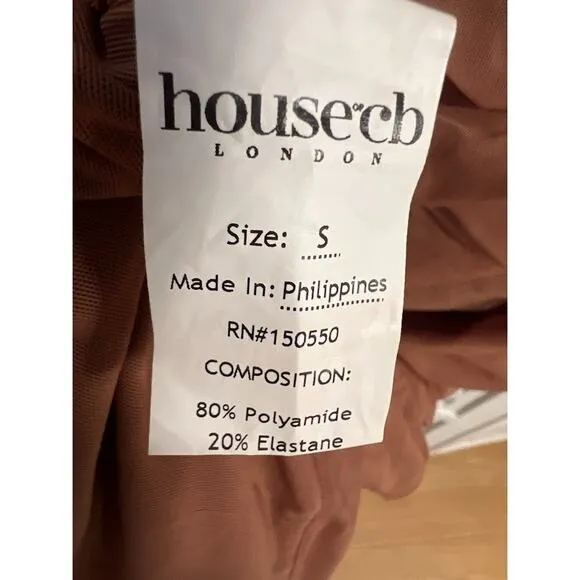 house of cb
LONDON
Size: S
Made In: Philippines
RN#150550
COMPOSITION:
80% Polyamide
20% Elastane